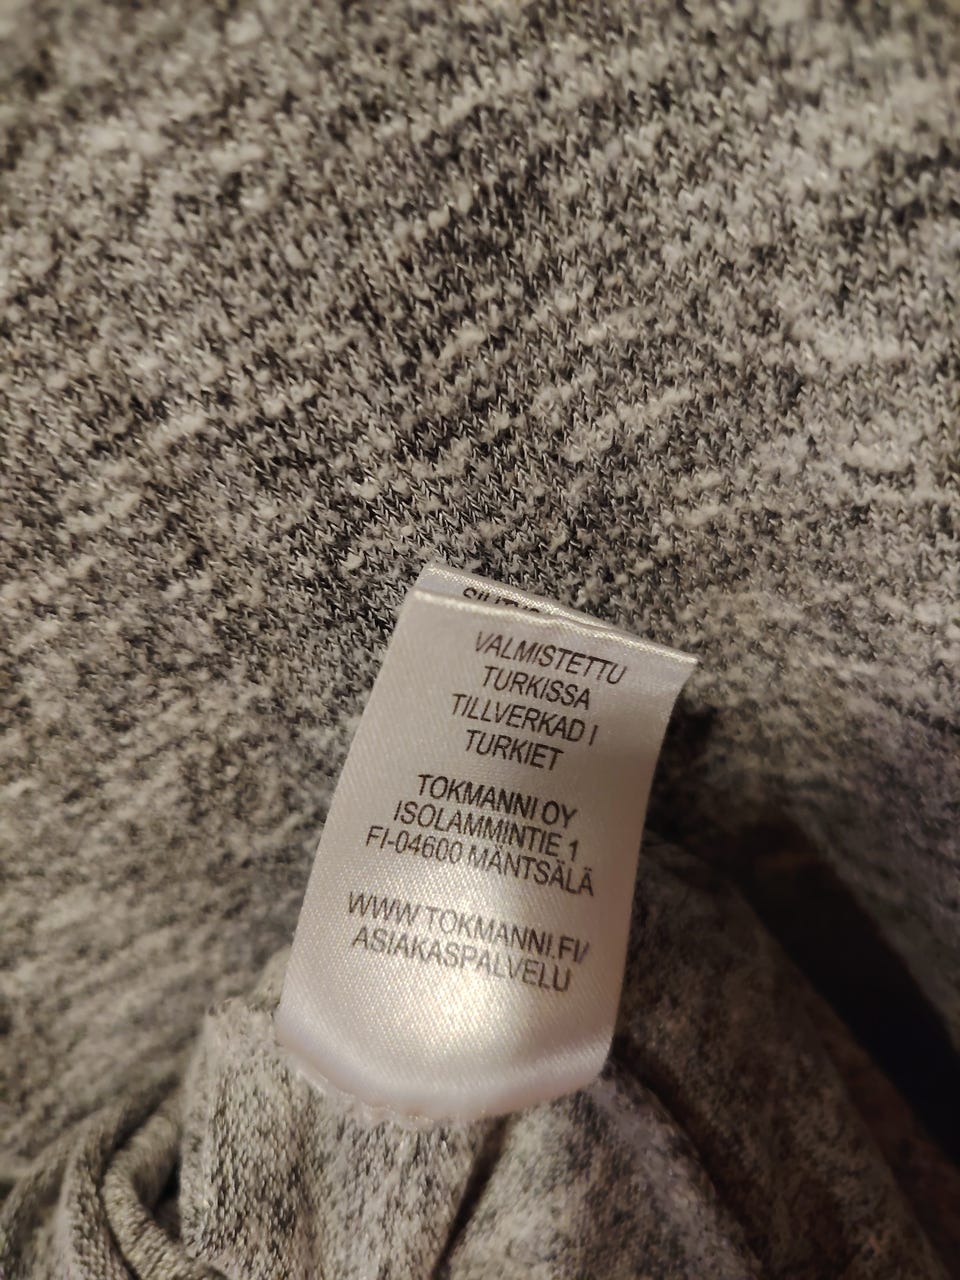 VALMISTETTU
TURKISSA
TILLVERKAD I
TURKIET
TOKMANNI OY
ISOLAMMINTIE 1
FI-04600 MÄNTSÄLÄ
WWW.TOKMANNI.FI/
ASIAKASPALVELU